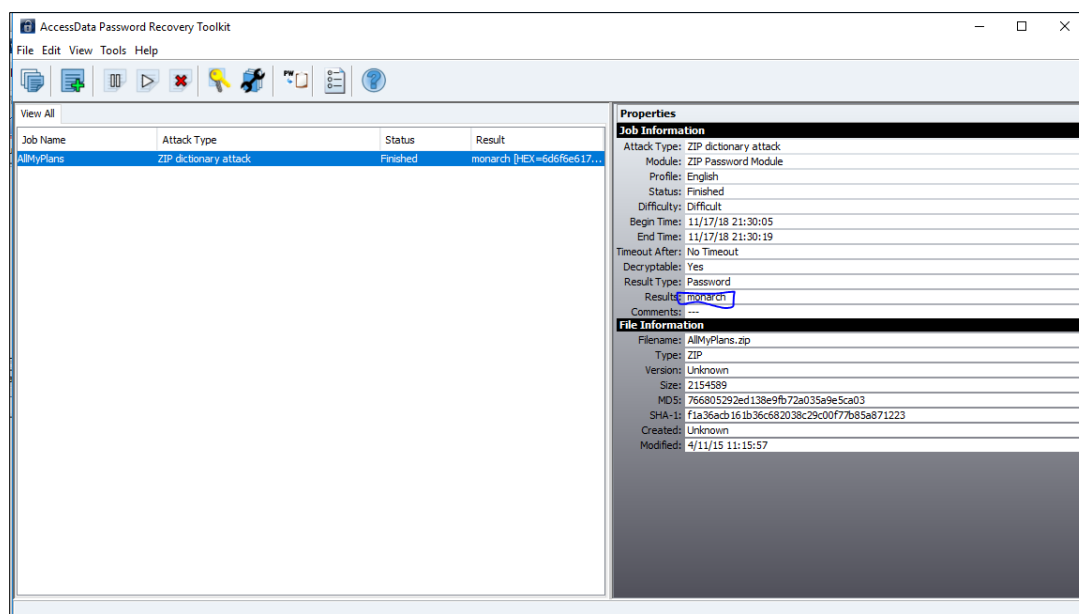 AccessData Password Recovery Toolkit
File Edit View Tools Help
View All
Job Name Attack Type Status Result
AllMyPlans ZIP dictionary attack Finished monarch [HEX=6d6f6e617...
Properties
Job Information
Attack Type: ZIP dictionary attack
Module: ZIP Password Module
Profile: English
Status: Finished
Difficulty: Difficult
Begin Time: 11/17/18 21:30:05
End Time: 11/17/18 21:30:19
Timeout After: No Timeout
Decryptable: Yes
Result Type: Password
Results: monarch
Comments: ---
File Information
Filename: AllMyPlans.zip
Type: ZIP
Version: Unknown
Size: 2154589
MD5: 766805292ed138e9fb72a035a9e5ca03
SHA-1: f1a36acb161b36c682038c29c00f77b85a871223
Created: Unknown
Modified: 4/11/15 11:15:57